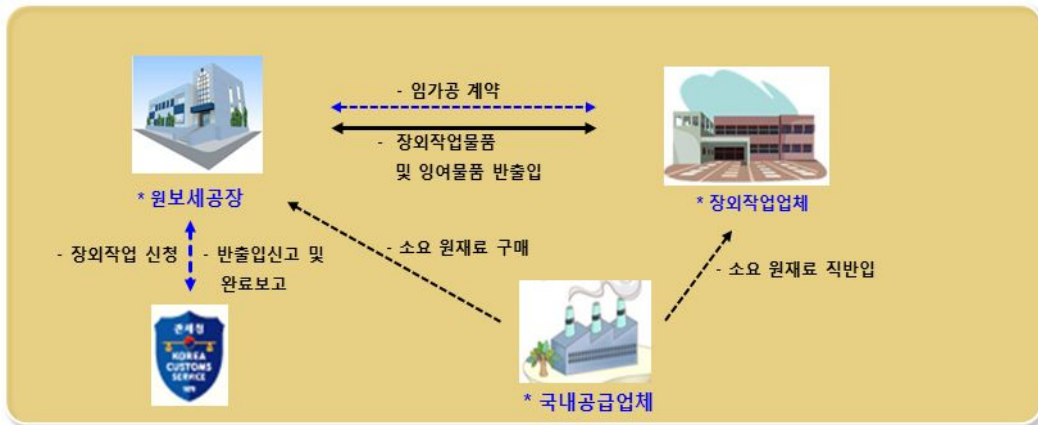 - 임가공 계약
- 장외작업물품
및 잉여물품 반출입
* 원보세공장
* 장외작업업체
- 장외작업 신청
- 반출입신고 및
완료보고
- 소요 원재료 구매
- 소요 원재료 직반입
관세청
KOREA
CUSTOMS
SERVICE
* 국내공급업체